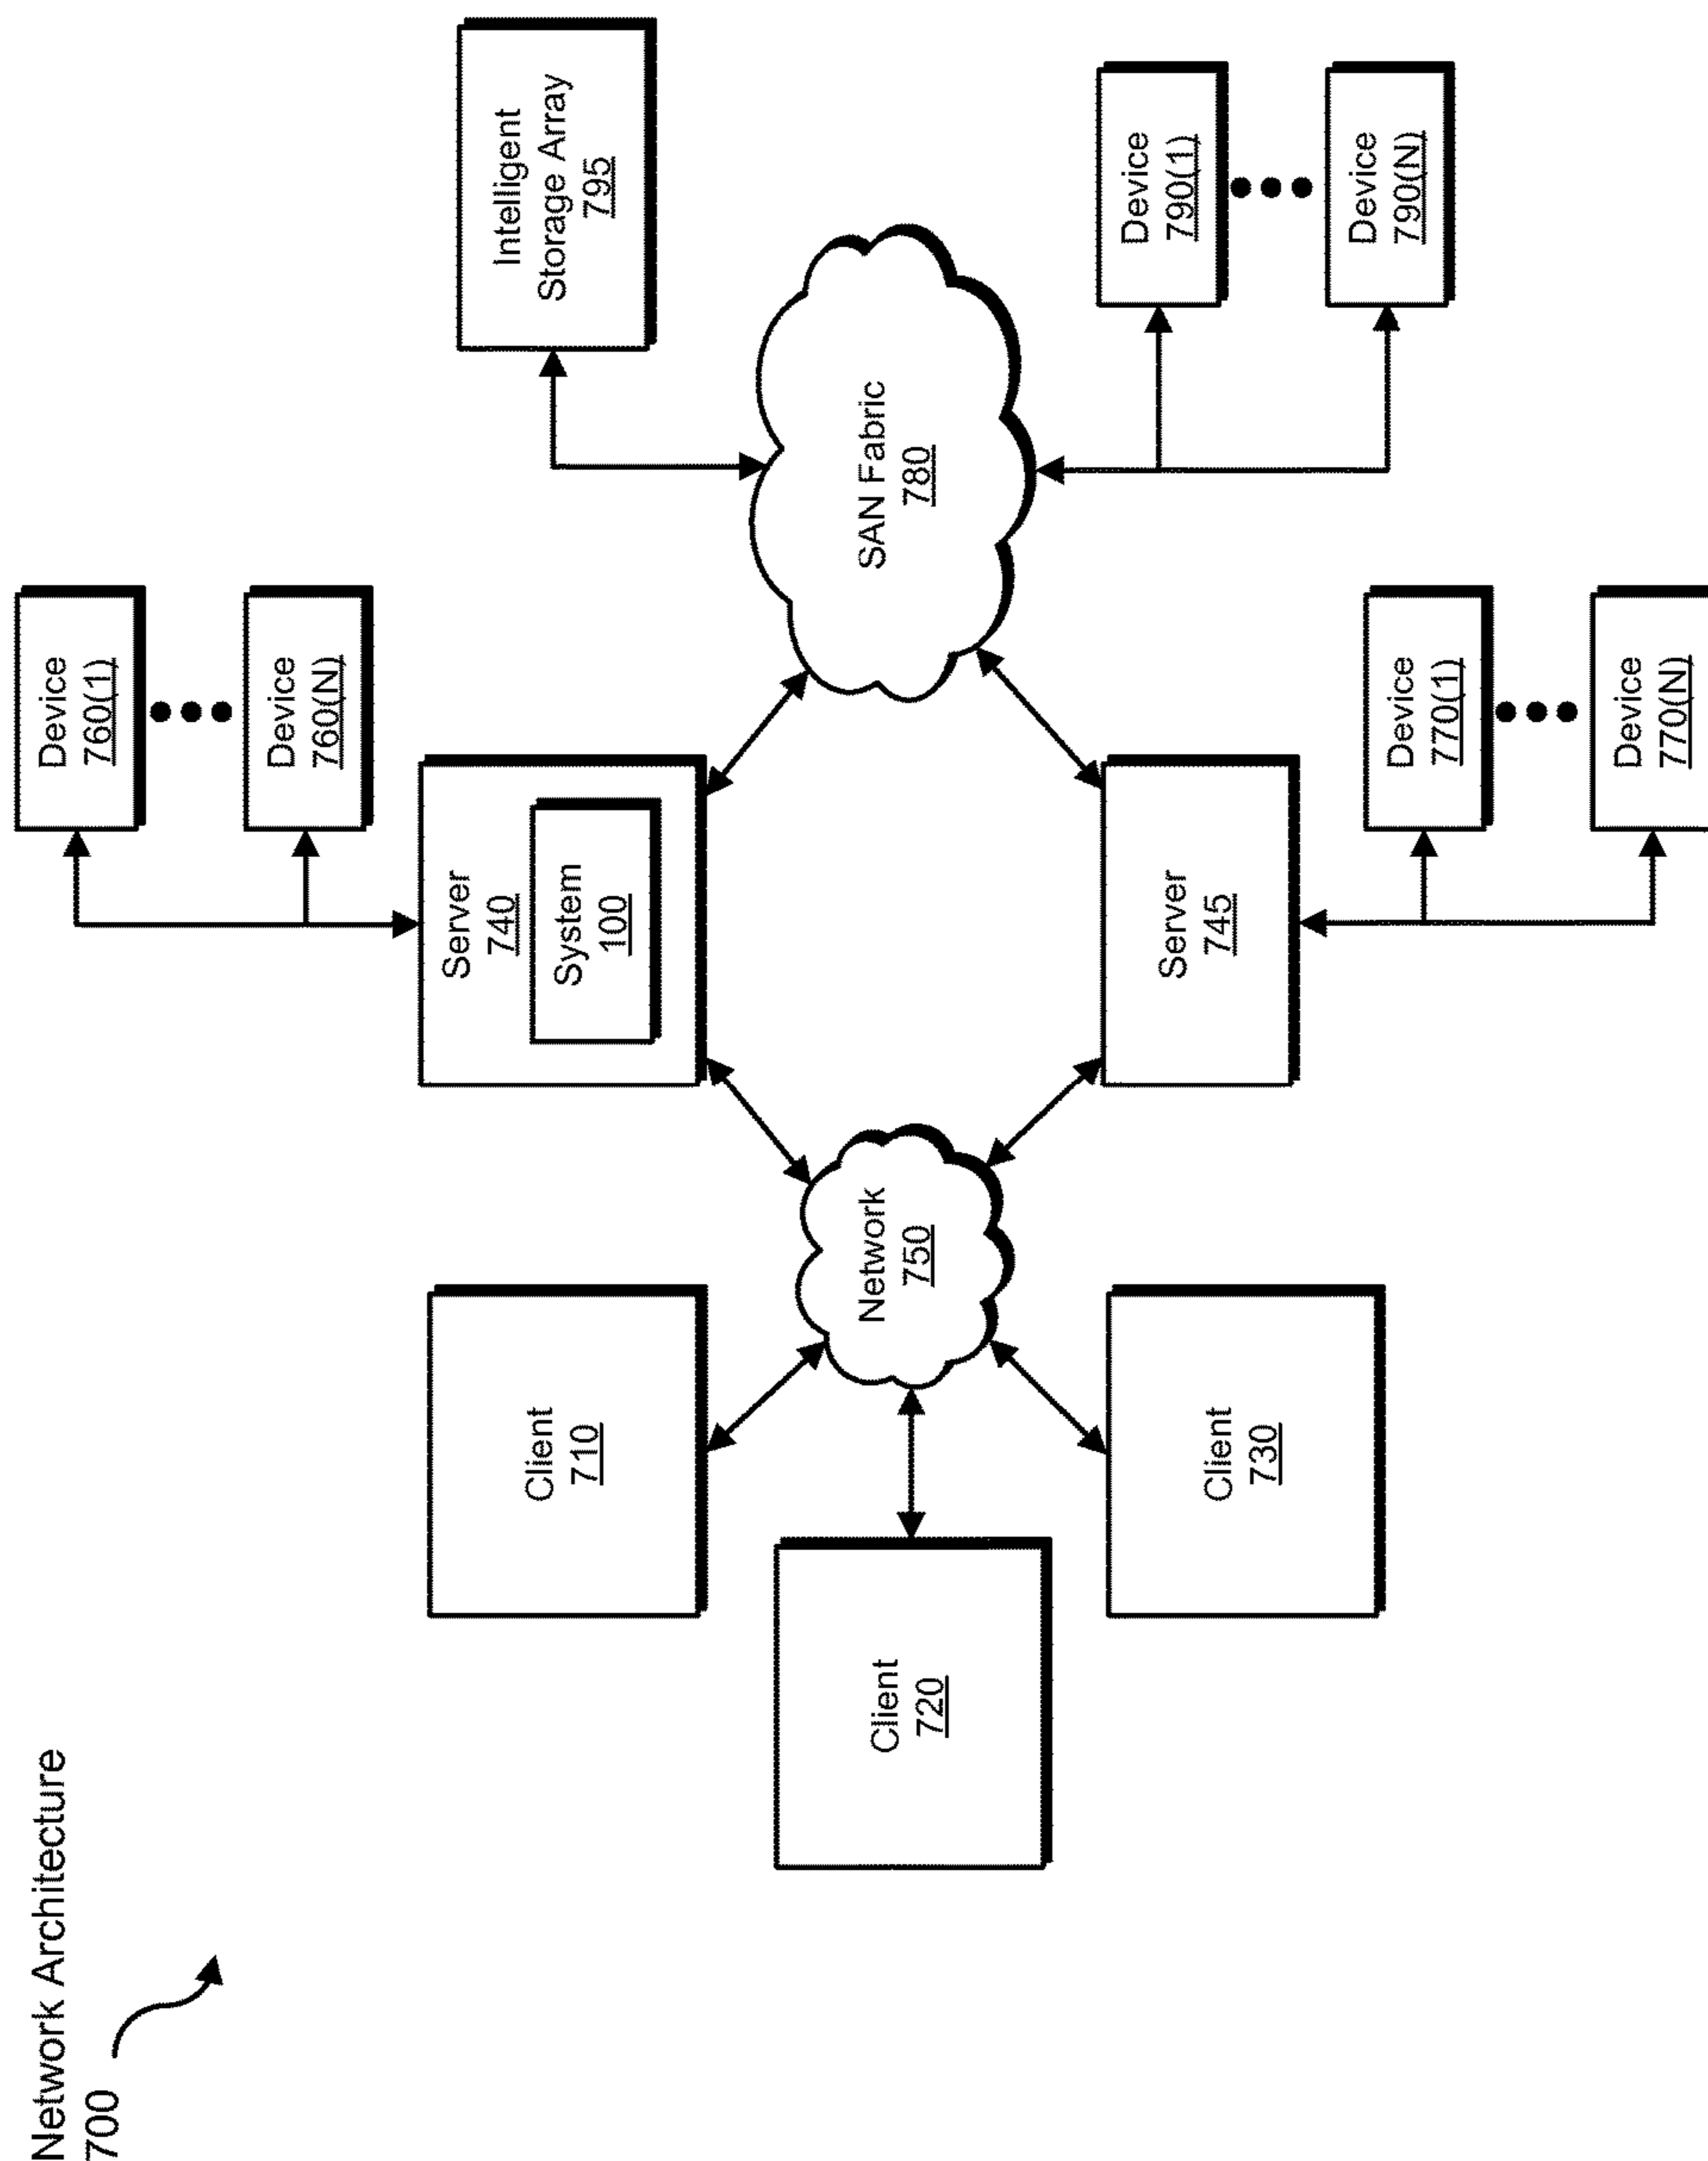 Network Architecture
700
Device
760(1)
Device
760(N)
Server
740
System
100
Intelligent
Storage Array
795
Client
710
Client
720
Network
750
SAN Fabric
780
Client
730
Server
745
Device
790(1)
Device
790(N)
Device
770(1)
Device
770(N)